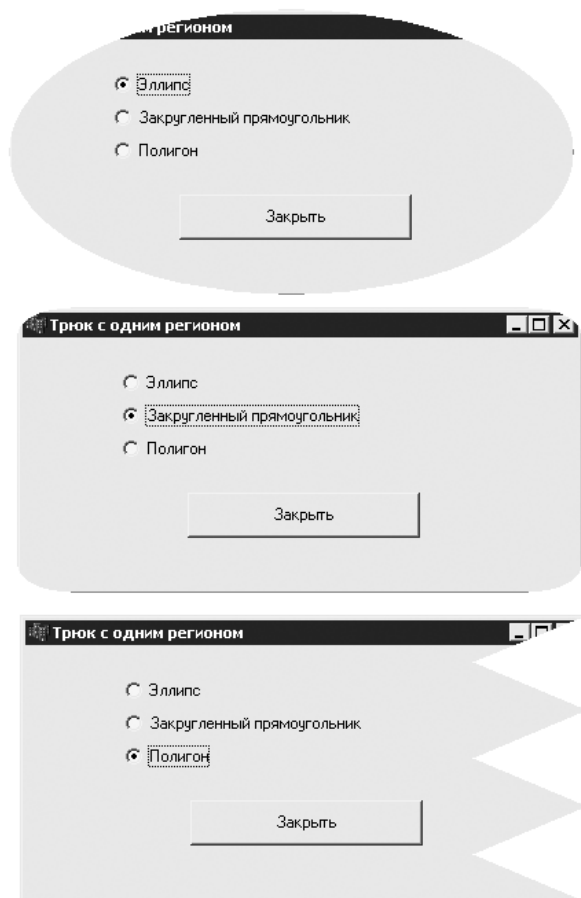 регионом
Эллипс
Закругленный прямоугольник
Полигон
Закрыть
Трюк с одним регионом
Эллипс
Закругленный прямоугольник
Полигон
Закрыть
Трюк с одним регионом
Эллипс
Закругленный прямоугольник
Полигон
Закрыть